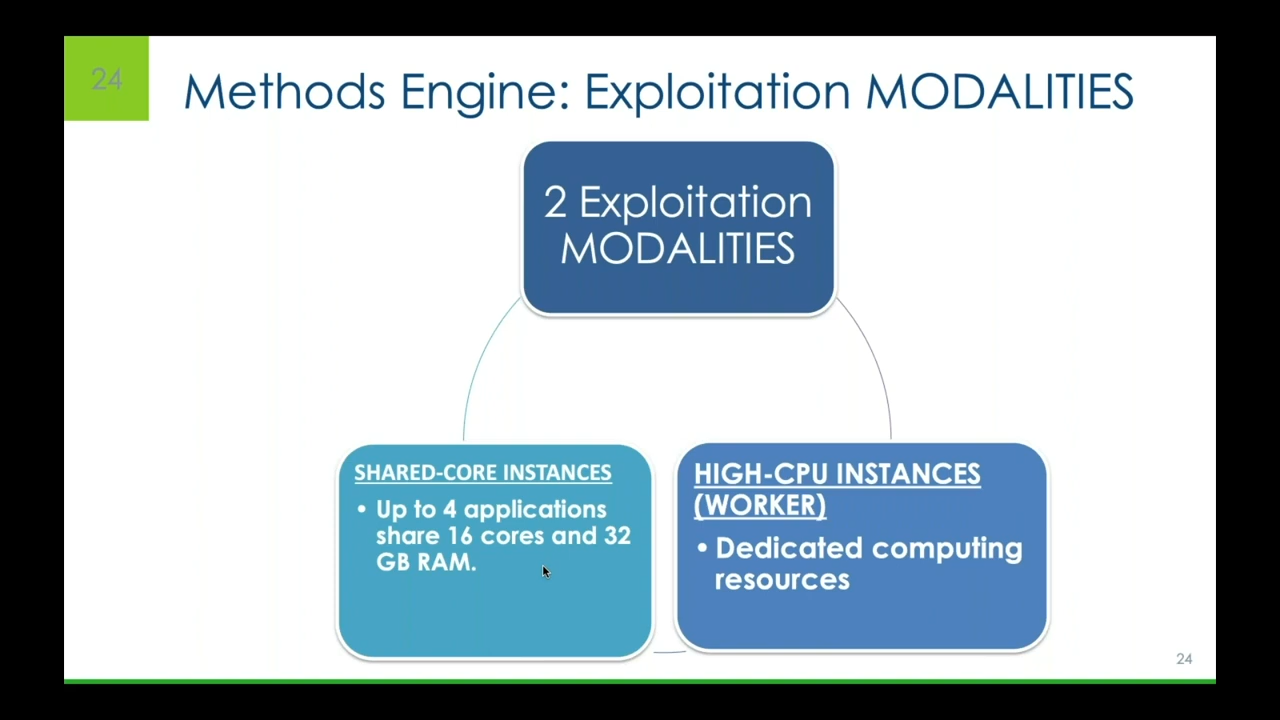 24
Methods Engine: Exploitation MODALITIES
2 Exploitation
MODALITIES
SHARED-CORE INSTANCES
• Up to 4 applications
share 16 cores and 32
GB RAM.
HIGH-CPU INSTANCES
(WORKER)
• Dedicated computing
resources
24